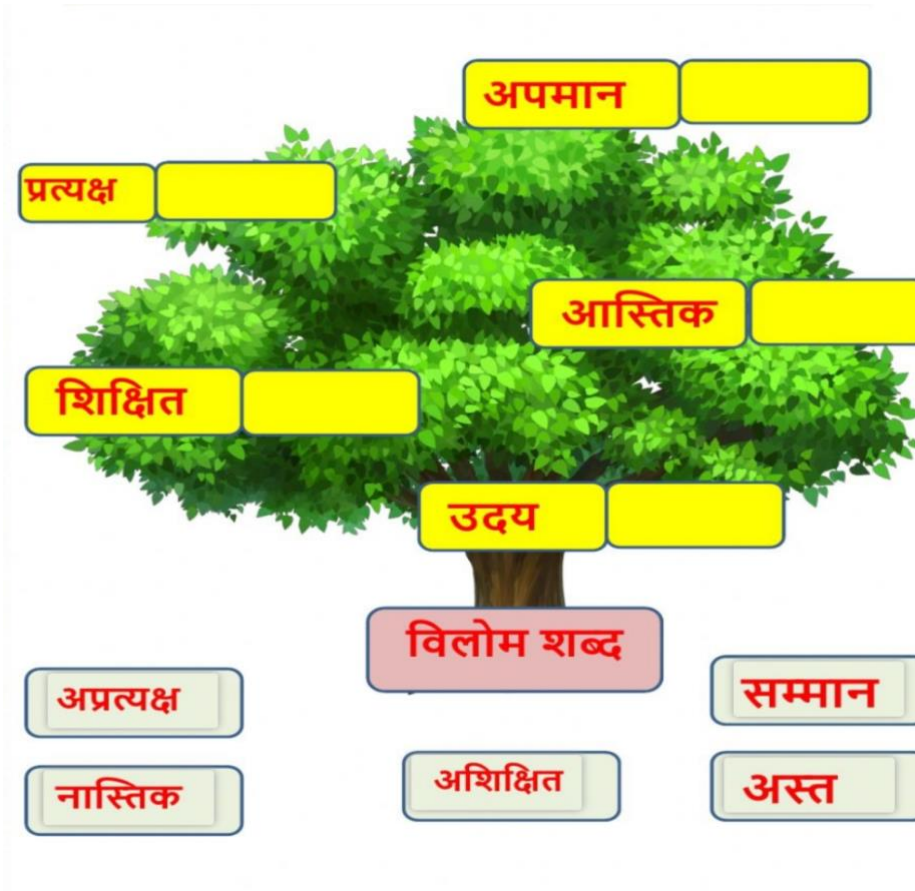 अपमान
प्रत्यक्ष
आस्तिक
शिक्षित
उदय
विलोम शब्द
अप्रत्यक्ष
सम्मान
नास्तिक
अशिक्षित
अस्त